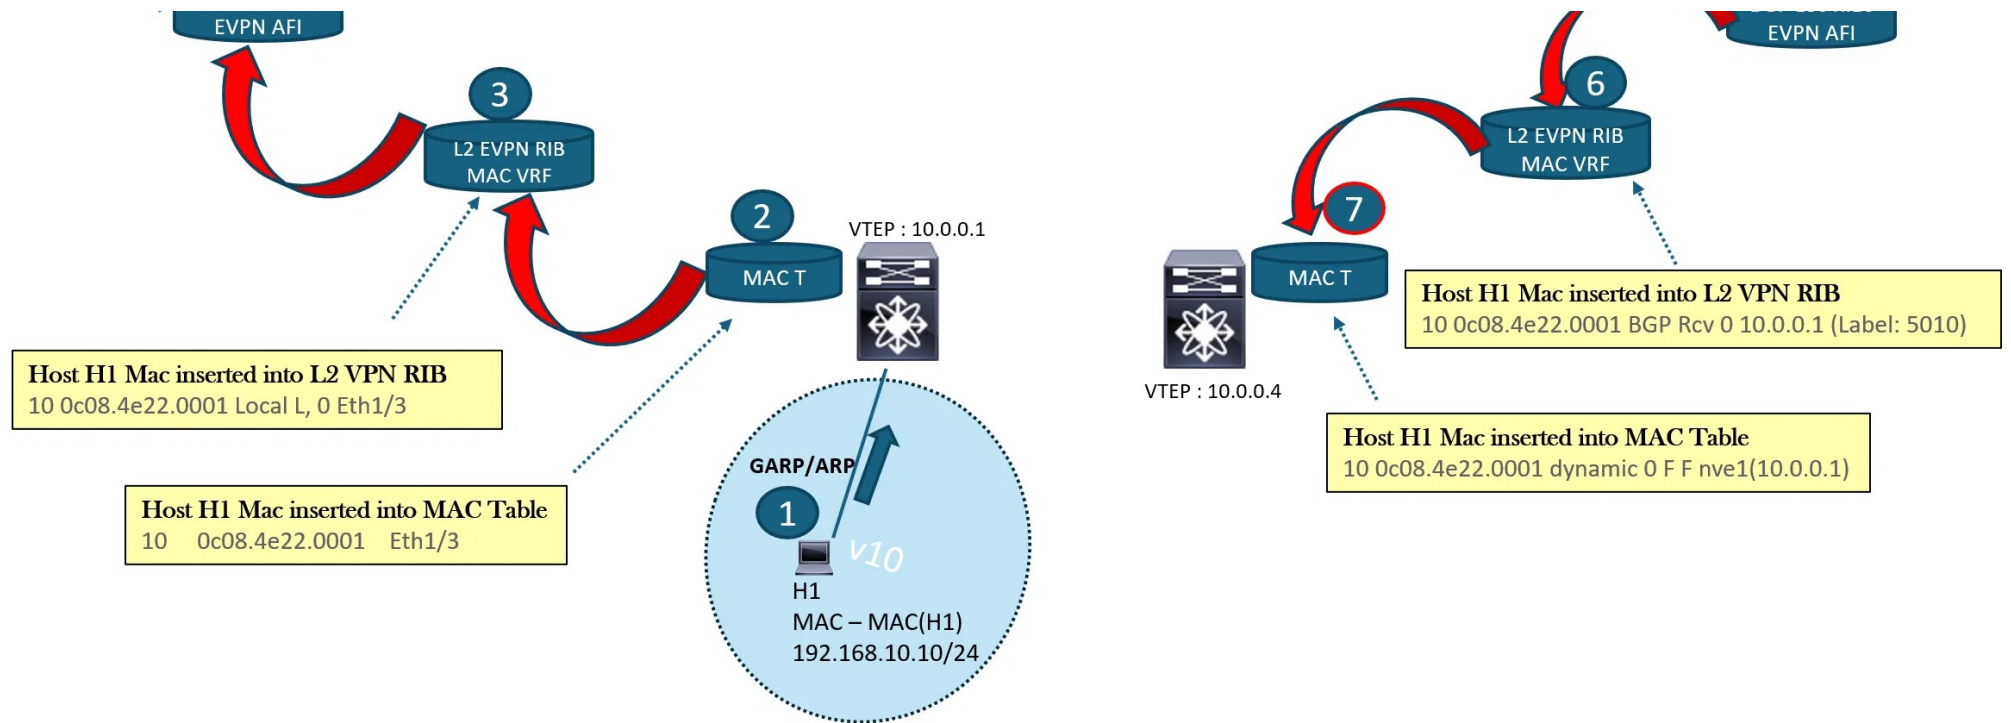 EVPN AFI
EVPN AFI
3
L2 EVPN RIB
MAC VRF
6
L2 EVPN RIB
MAC VRF
2
MAC T
VTEP : 10.0.0.1
7
MAC T
VTEP : 10.0.0.4
Host H1 Mac inserted into L2 VPN RIB
10 0c08.4e22.0001 BGP Rcv 0 10.0.0.1 (Label: 5010)
Host H1 Mac inserted into L2 VPN RIB
10 0c08.4e22.0001 Local L, 0 Eth1/3
Host H1 Mac inserted into MAC Table
10 0c08.4e22.0001 dynamic 0 F F nve1(10.0.0.1)
Host H1 Mac inserted into MAC Table
10 0c08.4e22.0001 Eth1/3
GARP/ARP
1
v10
H1
MAC – MAC(H1)
192.168.10.10/24